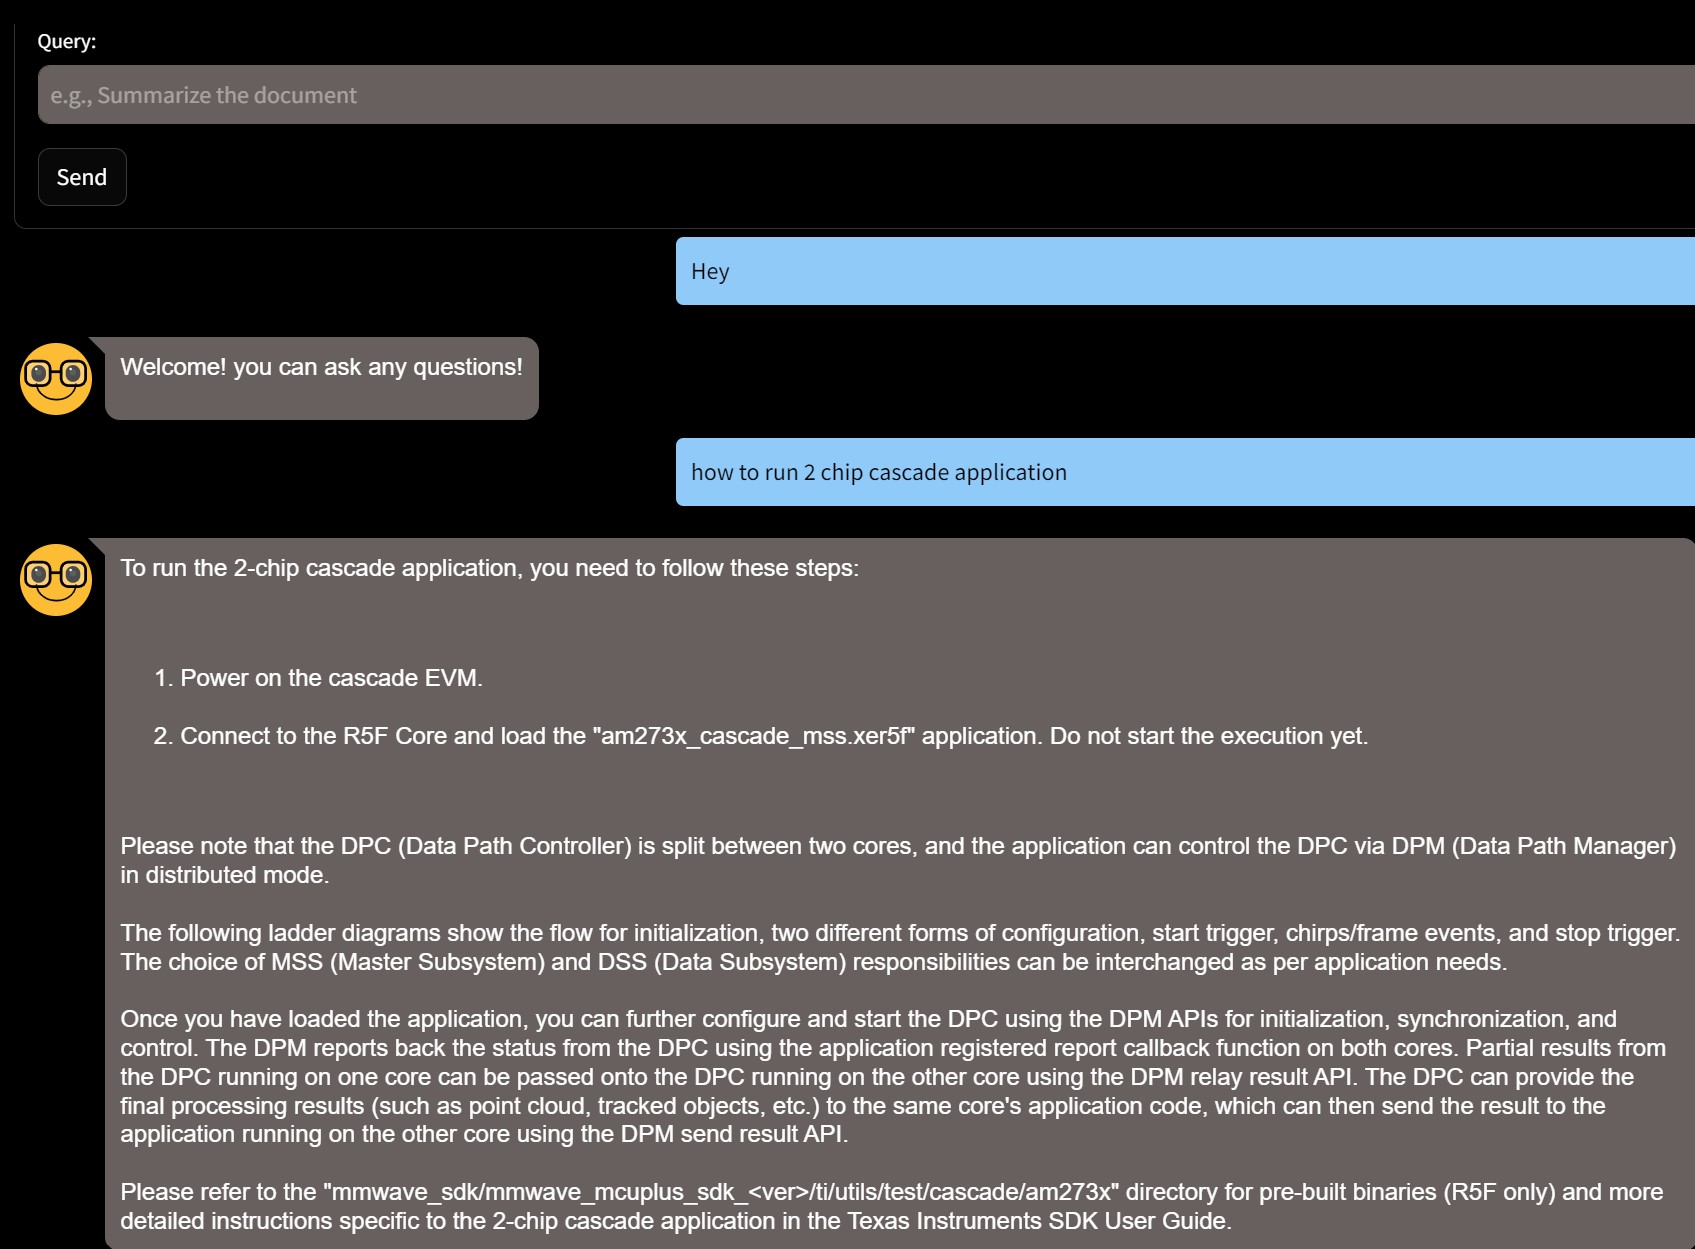 Query:
e.g., Summarize the document
Send
Hey
Welcome! you can ask any questions!
how to run 2 chip cascade application
To run the 2-chip cascade application, you need to follow these steps:
1. Power on the cascade EVM.
2. Connect to the R5F Core and load the "am273x_cascade_mss.xer5f" application. Do not start the execution yet.
Please note that the DPC (Data Path Controller) is split between two cores, and the application can control the DPC via DPM (Data Path Manager)
in distributed mode.
The following ladder diagrams show the flow for initialization, two different forms of configuration, start trigger, chirps/frame events, and stop trigger.
The choice of MSS (Master Subsystem) and DSS (Data Subsystem) responsibilities can be interchanged as per application needs.
Once you have loaded the application, you can further configure and start the DPC using the DPM APIs for initialization, synchronization, and
control. The DPM reports back the status from the DPC using the application registered report callback function on both cores. Partial results from
the DPC running on one core can be passed onto the DPC running on the other core using the DPM relay result API. The DPC can provide the
final processing results (such as point cloud, tracked objects, etc.) to the same core's application code, which can then send the result to the
application running on the other core using the DPM send result API.
Please refer to the "mmwave_sdk/mmwave_mcuplus_sdk_<ver>/ti/utils/test/cascade/am273x" directory for pre-built binaries (R5F only) and more
detailed instructions specific to the 2-chip cascade application in the Texas Instruments SDK User Guide.